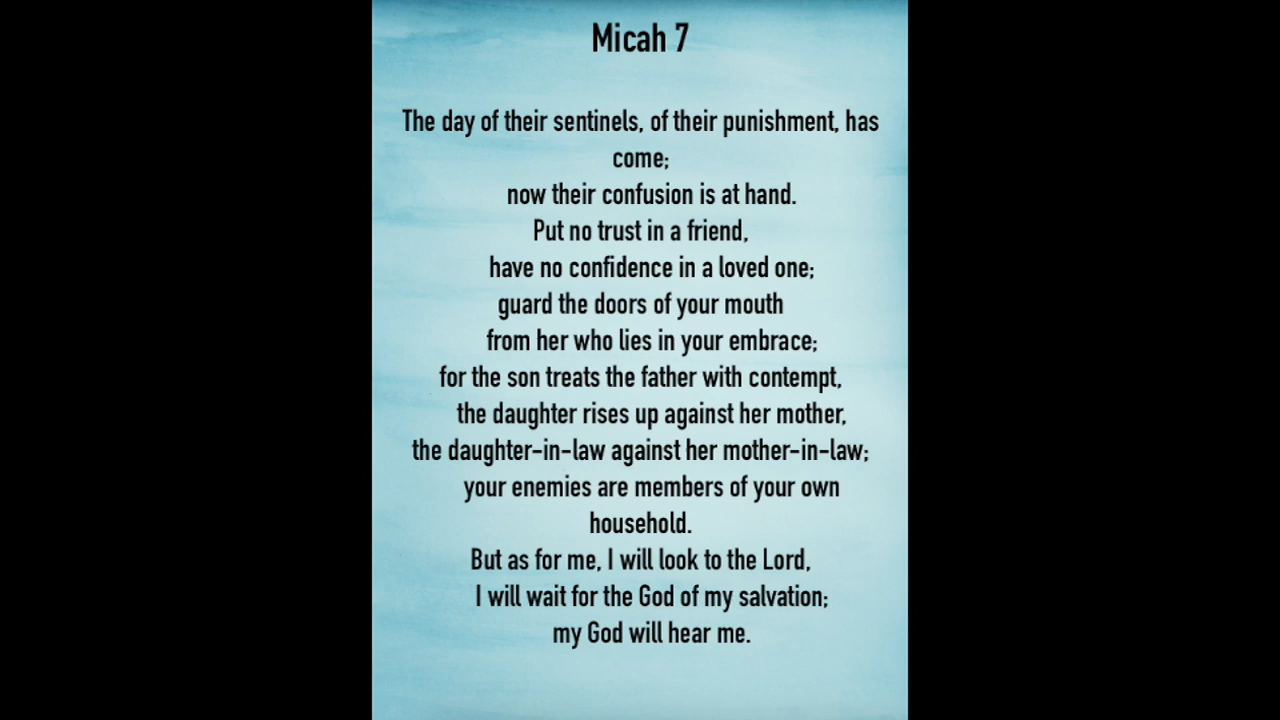 Micah 7
The day of their sentinels, of their punishment, has
come;
now their confusion is at hand.
Put no trust in a friend,
have no confidence in a loved one;
guard the doors of your mouth
from her who lies in your embrace;
for the son treats the father with contempt,
the daughter rises up against her mother,
the daughter-in-law against her mother-in-law;
your enemies are members of your own
household.
But as for me, I will look to the Lord,
I will wait for the God of my salvation;
my God will hear me.